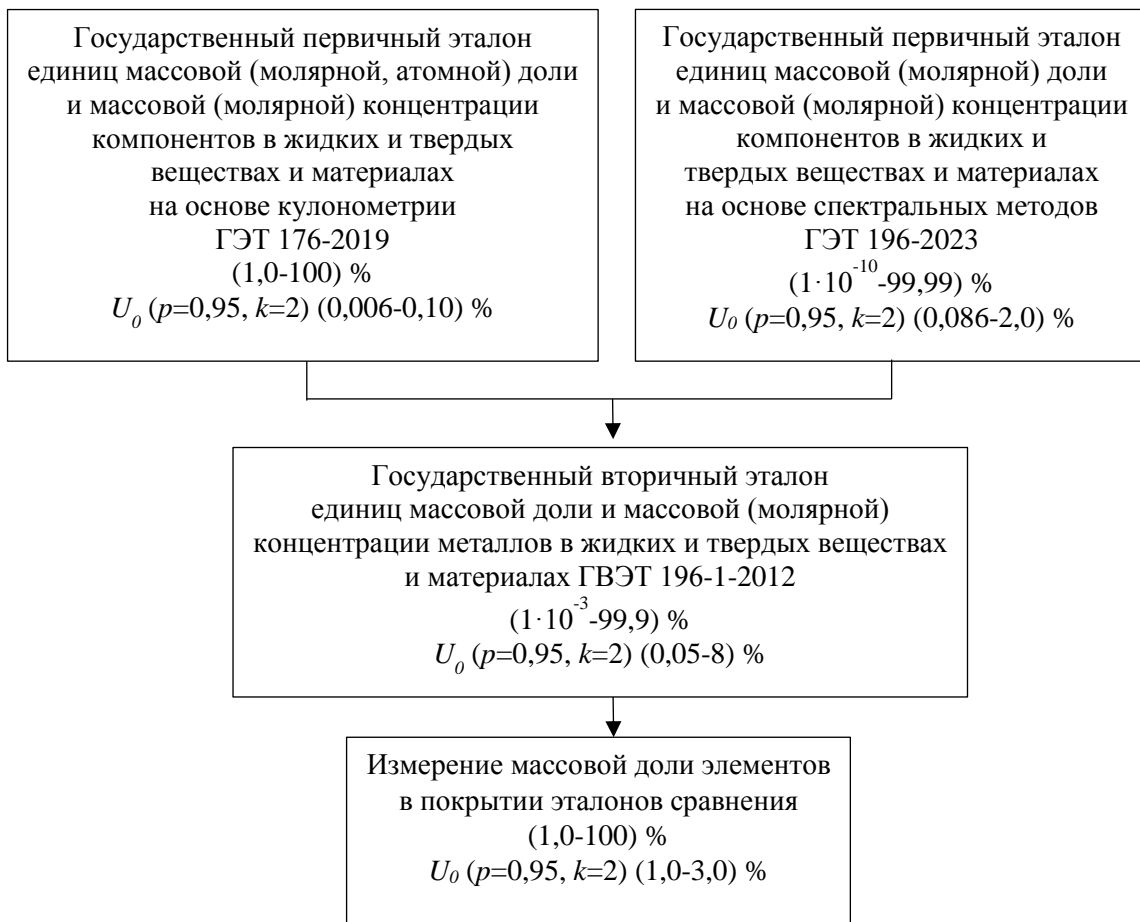 Государственный первичный эталон
единиц массовой (молярной, атомной) доли
и массовой (молярной) концентрации
компонентов в жидких и твердых
веществах и материалах
на основе кулонометрии
ГЭТ 176-2019
(1,0-100) %
U₀ (p=0,95, k=2) (0,006-0,10) %
Государственный первичный эталон
единиц массовой (молярной) доли
и массовой (молярной) концентрации
компонентов в жидких и
твердых веществах и материалах
на основе спектральных методов
ГЭТ 196-2023
(1·10⁻¹⁰-99,99) %
U₀ (p=0,95, k=2) (0,086-2,0) %
Государственный вторичный эталон
единиц массовой доли и массовой (молярной)
концентрации металлов в жидких и твердых веществах
и материалах ГВЭТ 196-1-2012
(1·10⁻³-99,9) %
U₀ (p=0,95, k=2) (0,05-8) %
Измерение массовой доли элементов
в покрытии эталонов сравнения
(1,0-100) %
U₀ (p=0,95, k=2) (1,0-3,0) %